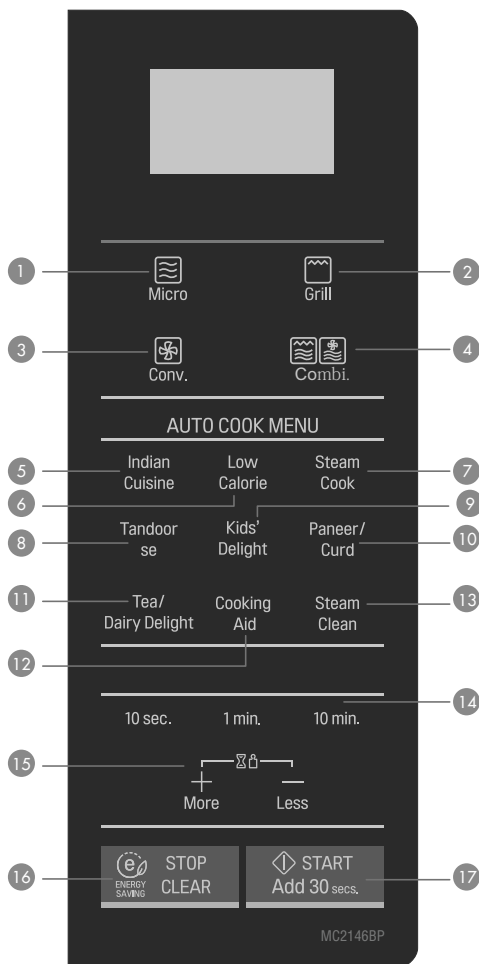 1
2
Micro
Grill
3
4
Conv.
Combi.
AUTO COOK MENU
5
Indian
Cuisine
6
Low
Calorie
7
Steam
Cook
8
Tandoor
se
9
Kids'
Delight
10
Paneer/
Curd
11
Tea/
Dairy Delight
12
Cooking
Aid
13
Steam
Clean
14
10 sec.
1 min.
10 min.
15
+
More
–
Less
16
e
ENERGY
SAVING
STOP
CLEAR
17
START
Add 30 secs.
MC2146BP